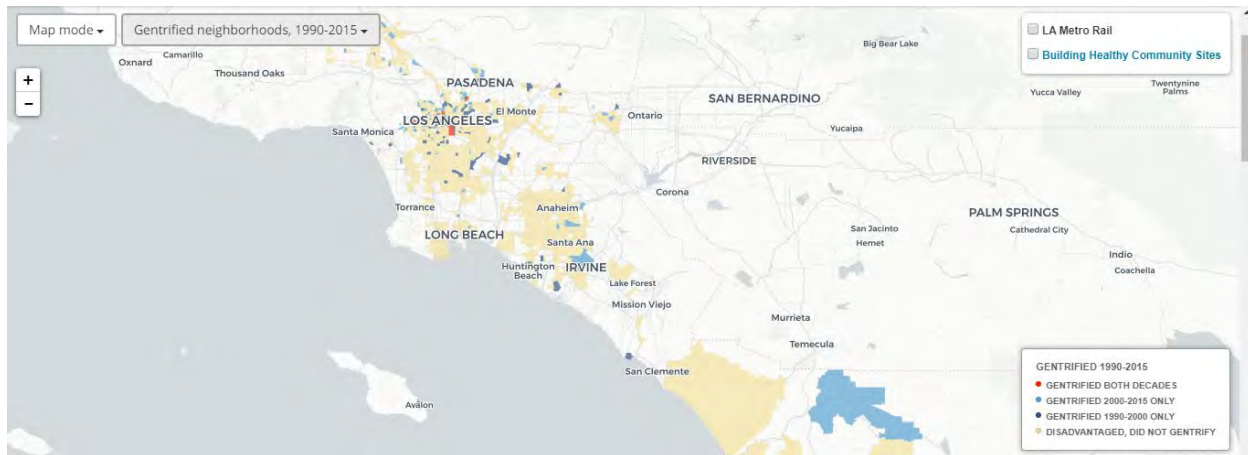 Map mode
Gentrified neighborhoods, 1990-2015
LA Metro Rail
Building Healthy Community Sites
+
−
Oxnard
Camarillo
Thousand Oaks
PASADENA
Big Bear Lake
Yucca Valley
Twentynine
Palms
SAN BERNARDINO
LOS ANGELES
El Monte
Ontario
Santa Monica
Yucaipa
RIVERSIDE
Corona
Torrance
Anaheim
PALM SPRINGS
Cathedral City
LONG BEACH
Santa Ana
San Jacinto
Hemet
Huntington
Beach
IRVINE
Indio
Coachella
Lake Forest
Mission Viejo
Murrieta
Temecula
San Clemente
Avalon
GENTRIFIED 1990-2015
GENTRIFIED BOTH DECADES
GENTRIFIED 2000-2015 ONLY
GENTRIFIED 1990-2000 ONLY
DISADVANTAGED, DID NOT GENTRIFY